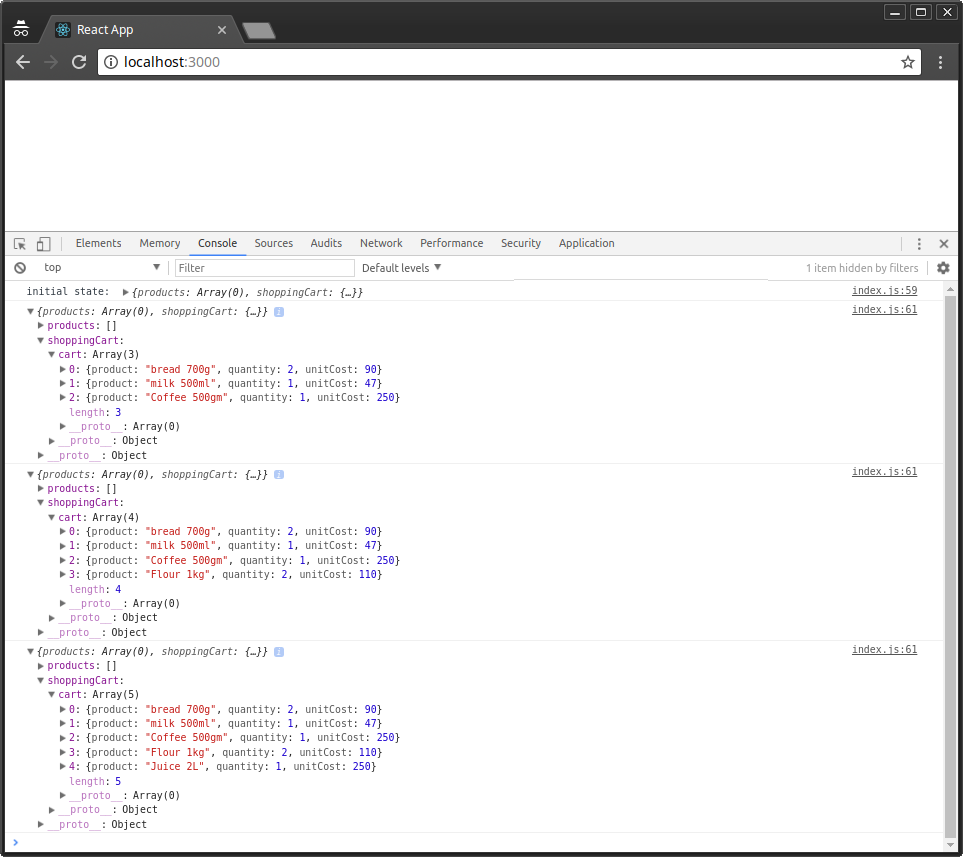 React App
localhost:3000
Elements Memory Console Sources Audits Network Performance Security Application
top Filter Default levels 1 item hidden by filters
initial state: {products: Array(0), shoppingCart: {…}} index.js:59
{products: Array(0), shoppingCart: {…}} index.js:61
products: []
shoppingCart:
cart: Array(3)
0: {product: "bread 700g", quantity: 2, unitCost: 90}
1: {product: "milk 500ml", quantity: 1, unitCost: 47}
2: {product: "Coffee 500gm", quantity: 1, unitCost: 250}
length: 3
__proto__: Array(0)
__proto__: Object
__proto__: Object
{products: Array(0), shoppingCart: {…}} index.js:61
products: []
shoppingCart:
cart: Array(4)
0: {product: "bread 700g", quantity: 2, unitCost: 90}
1: {product: "milk 500ml", quantity: 1, unitCost: 47}
2: {product: "Coffee 500gm", quantity: 1, unitCost: 250}
3: {product: "Flour 1kg", quantity: 2, unitCost: 110}
length: 4
__proto__: Array(0)
__proto__: Object
__proto__: Object
{products: Array(0), shoppingCart: {…}} index.js:61
products: []
shoppingCart:
cart: Array(5)
0: {product: "bread 700g", quantity: 2, unitCost: 90}
1: {product: "milk 500ml", quantity: 1, unitCost: 47}
2: {product: "Coffee 500gm", quantity: 1, unitCost: 250}
3: {product: "Flour 1kg", quantity: 2, unitCost: 110}
4: {product: "Juice 2L", quantity: 1, unitCost: 250}
length: 5
__proto__: Array(0)
__proto__: Object
__proto__: Object